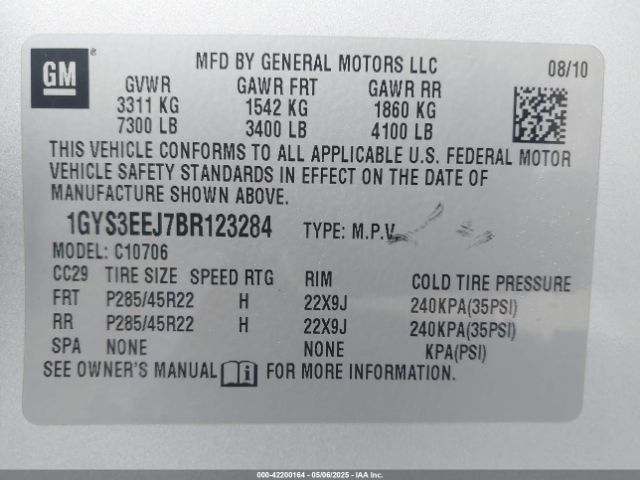 GM
MFD BY GENERAL MOTORS LLC 08/10
GVWR GAWR FRT GAWR RR
3311 KG 1542 KG 1860 KG
7300 LB 3400 LB 4100 LB
THIS VEHICLE CONFORMS TO ALL APPLICABLE U.S. FEDERAL MOTOR
VEHICLE SAFETY STANDARDS IN EFFECT ON THE DATE OF
MANUFACTURE SHOWN ABOVE.
1GYS3EEJ7BR123284 TYPE: M.P.V.
MODEL: C10706
CC29 TIRE SIZE SPEED RTG RIM COLD TIRE PRESSURE
FRT P285/45R22 H 22X9J 240KPA(35PSI)
RR P285/45R22 H 22X9J 240KPA(35PSI)
SPA NONE NONE KPA(PSI)
SEE OWNER'S MANUAL i FOR MORE INFORMATION.
000-42200164 - 05/06/2025 - IAA Inc.